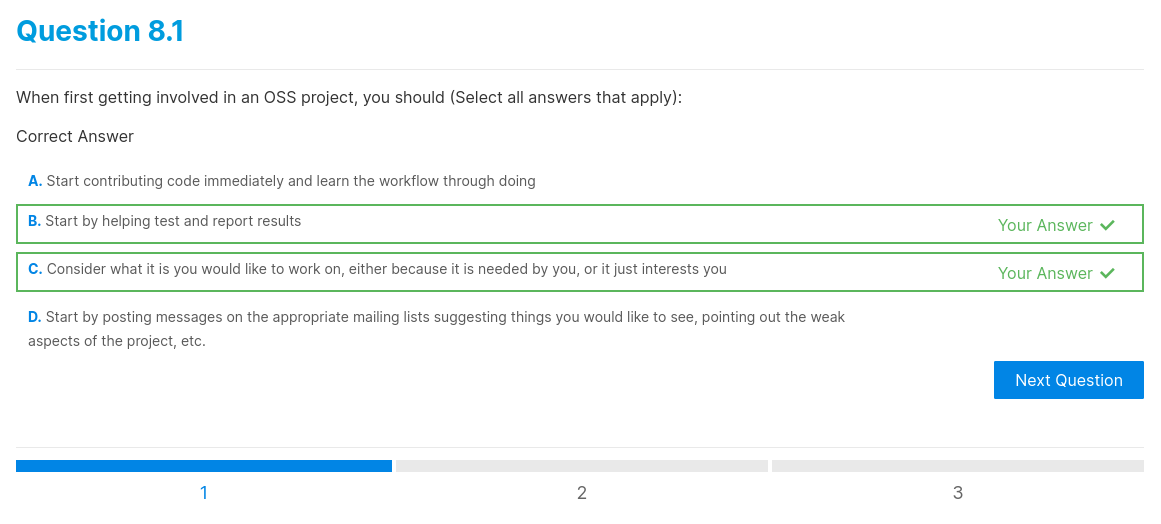 Question 8.1
When first getting involved in an OSS project, you should (Select all answers that apply):
Correct Answer
A. Start contributing code immediately and learn the workflow through doing
B. Start by helping test and report results
Your Answer ✓
C. Consider what it is you would like to work on, either because it is needed by you, or it just interests you
Your Answer ✓
D. Start by posting messages on the appropriate mailing lists suggesting things you would like to see, pointing out the weak
aspects of the project, etc.
Next Question
1
2
3